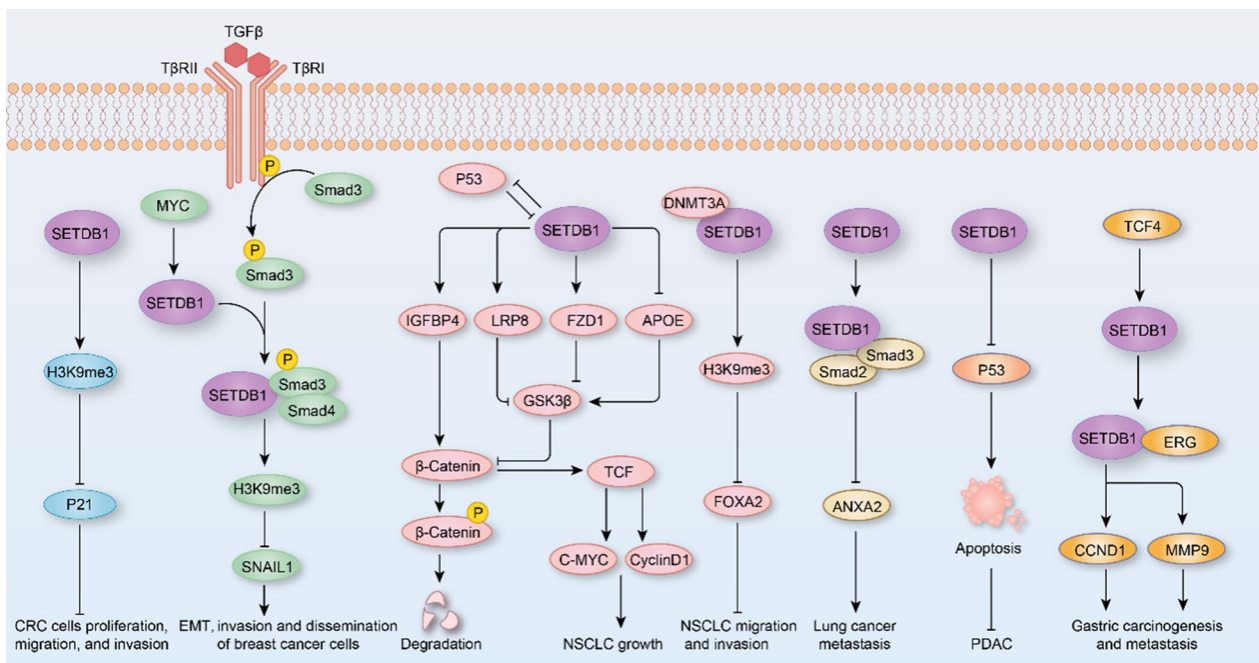 TGFβ
TβRII
TβRI
P
Smad3
P
Smad3
MYC
SETDB1
P
SETDB1
Smad3
Smad4
H3K9me3
SNAIL1
EMT, invasion and dissemination
of breast cancer cells
SETDB1
H3K9me3
P21
CRC cells proliferation,
migration, and invasion
P53
SETDB1
IGFBP4
LRP8
FZD1
APOE
GSK3β
β-Catenin
TCF
β-Catenin
P
C-MYC
CyclinD1
Degradation
NSCLC growth
DNMT3A
SETDB1
H3K9me3
FOXA2
NSCLC migration
and invasion
SETDB1
SETDB1
Smad3
Smad2
ANXA2
Lung cancer
metastasis
SETDB1
P53
Apoptosis
PDAC
TCF4
SETDB1
SETDB1
ERG
CCND1
MMP9
Gastric carcinogenesis
and metastasis